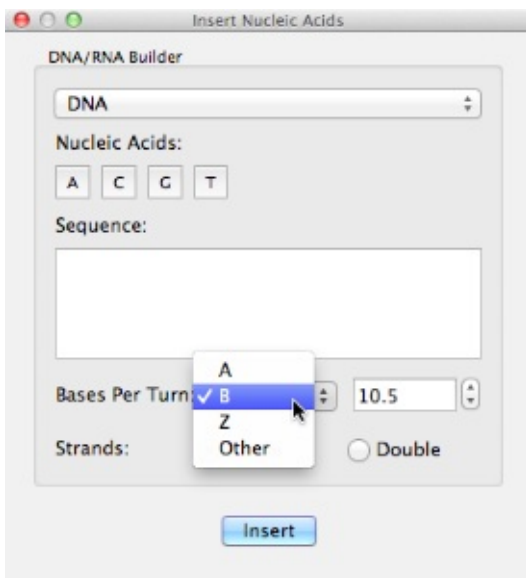 Insert Nucleic Acids
DNA/RNA Builder
DNA
Nucleic Acids:
A C G T
Sequence:
A
Bases Per Turn: B 10.5
Z
Strands: Other Double
Insert